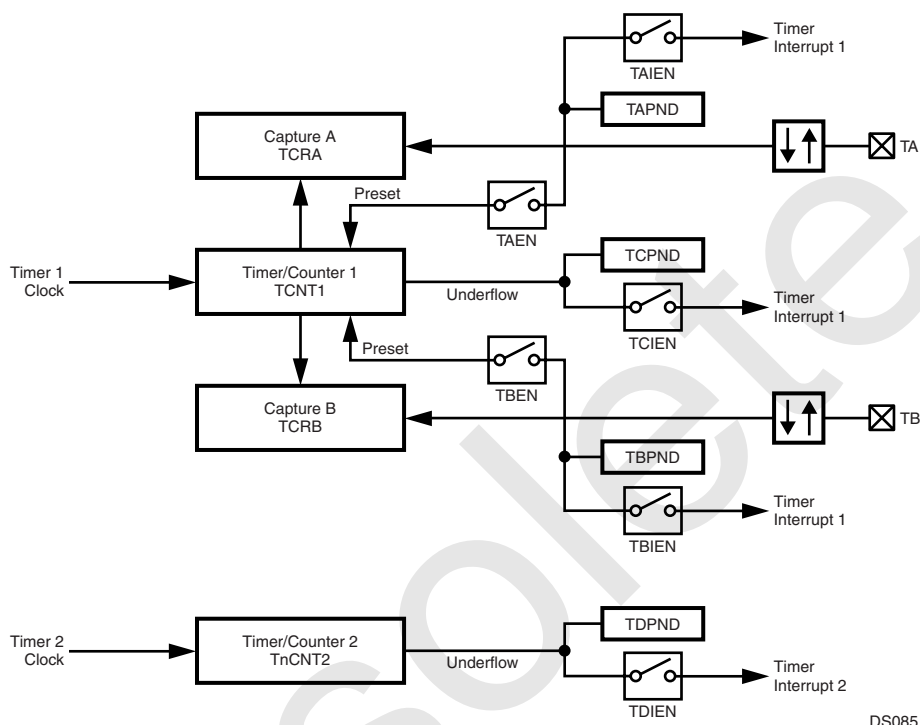 Timer
Interrupt 1
TAIEN
TAPND
Capture A
TCRA
TA
Preset
TAEN
Timer 1
Clock
Timer/Counter 1
TCNT1
Underflow
TCPND
TCIEN
Timer
Interrupt 1
Preset
TBEN
Capture B
TCRB
TB
TBPND
TBIEN
Timer
Interrupt 1
Timer 2
Clock
Timer/Counter 2
TnCNT2
Underflow
TDPND
TDIEN
Timer
Interrupt 2
DS085
solete